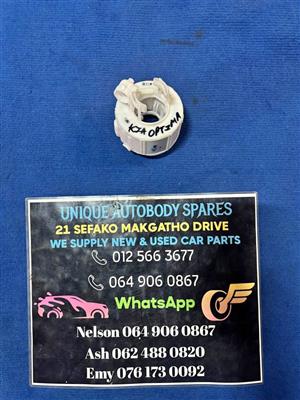 KIA OPTIMA
UNIQUE AUTOBODY SPARES
21 SEFAKO MAKGATHO DRIVE
WE SUPPLY NEW & USED CAR PARTS
012 566 3677
064 906 0867
WhatsApp
Nelson 064 906 0867
Ash 062 488 0820
Emy 076 173 0092